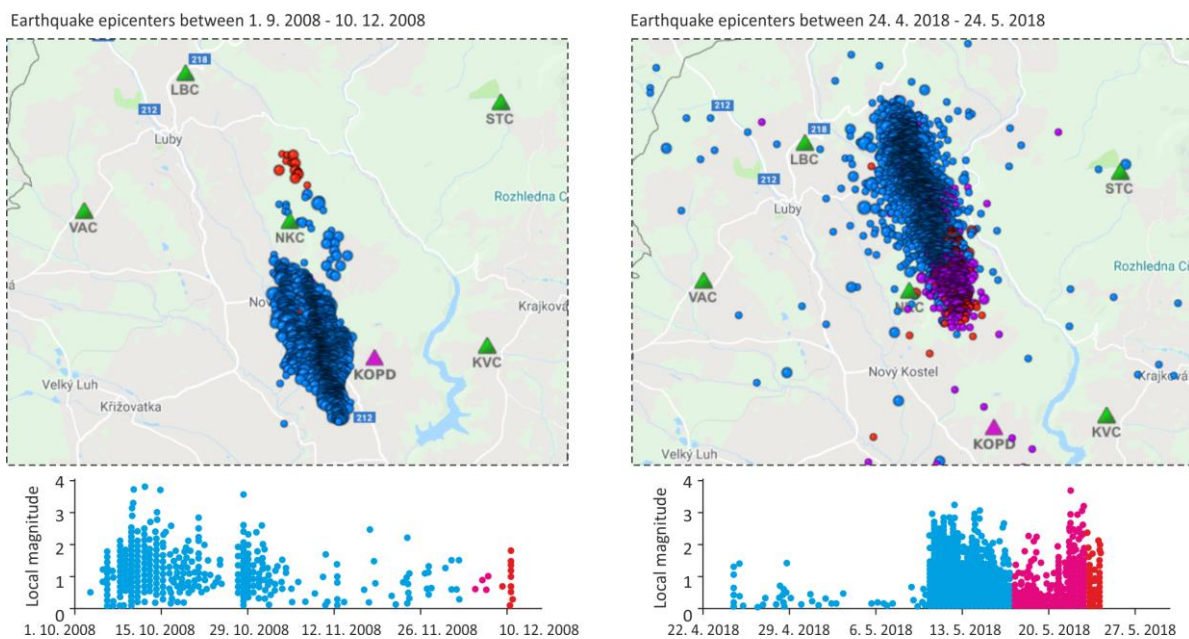 Earthquake epicenters between 1. 9. 2008 - 10. 12. 2008
218
LBC
212
STC
Luby
Rozhledna Cí
VAC
NKC
Nov
Krajková
á
KVC
KOPD
Velký Luh
Křižovatka
212
Local magnitude
4
3
2
1
0
1. 10. 2008 15.10. 2008 29. 10. 2008 12. 11. 2008 26. 11. 2008 10. 12. 2008
Earthquake epicenters between 24. 4. 2018 - 24. 5. 2018
212
218
LBC
STC
212
Luby
Rozhledna Cí
VAC
NKC
Nový Kostel
Krajková
KVC
KOPD
Velký Luh
Local magnitude
4
3
2
1
0
22. 4. 2018 29. 4. 2018 6. 5. 2018 13. 5. 2018 20. 5. 2018 27. 5. 2018